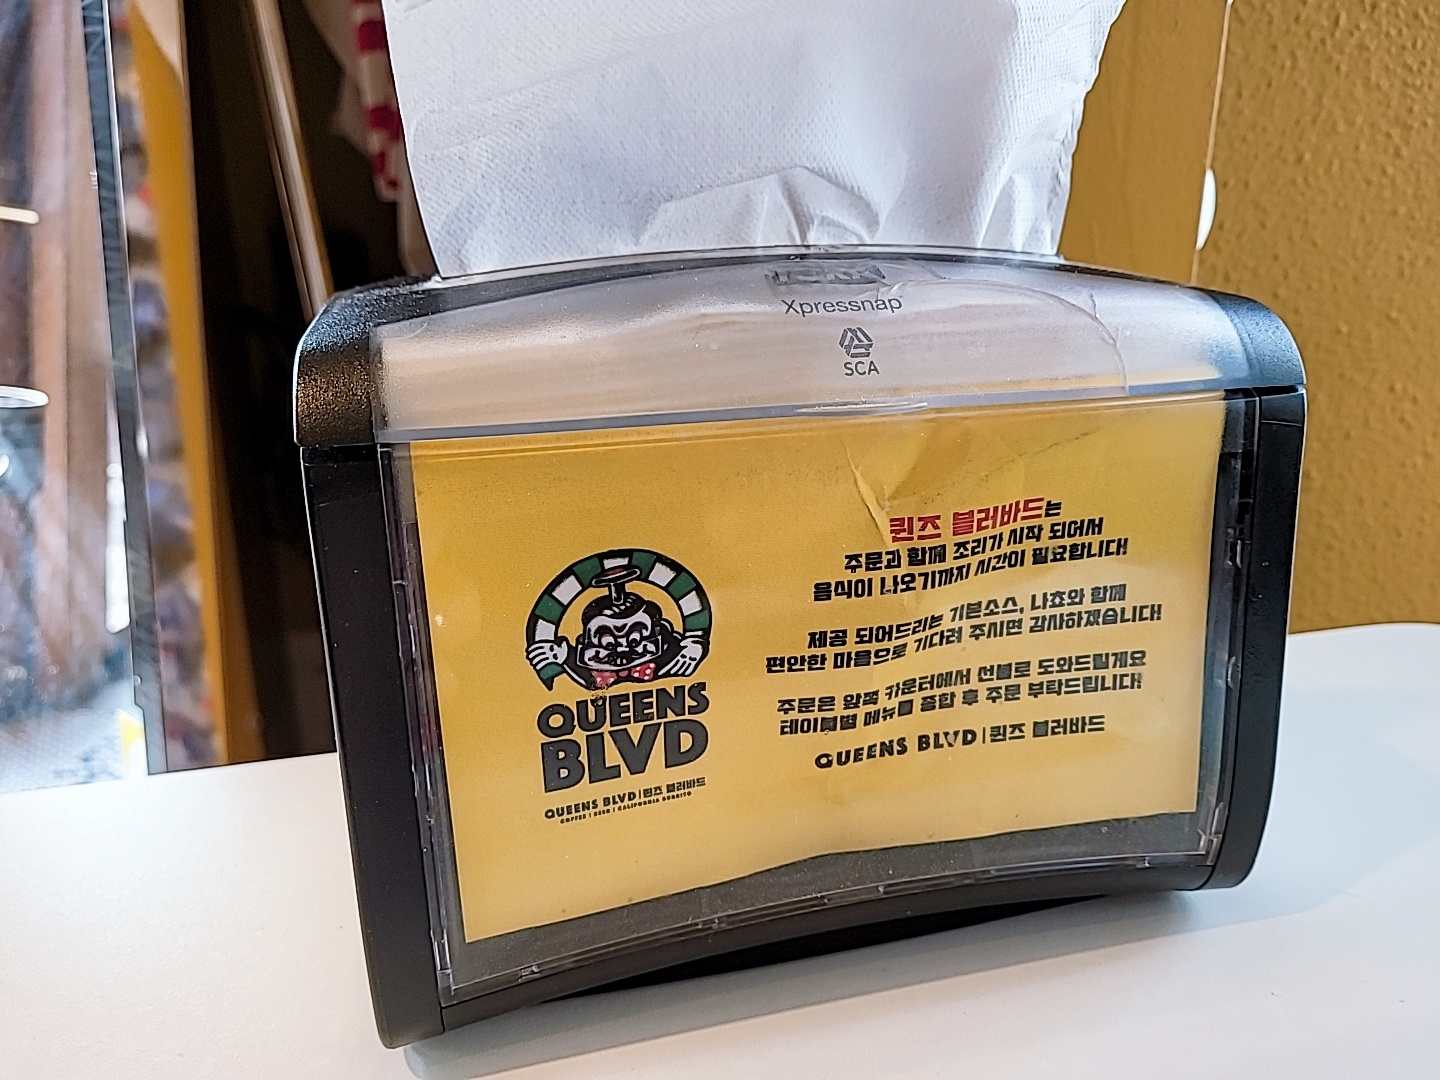 Xpressnap
SCA
퀸즈 블러바드는
주문과 함께 조리가 시작 되어서
음식이 나오기까지 시간이 필요합니다!
제공 되어드리는 기본소스, 나쵸와 함께
편안한 마음으로 기다려 주시면 감사하겠습니다!
주문은 앞쪽 카운터에서 선불로 도와드릴게요
테이블별 메뉴를 종합 후 주문 부탁드립니다!
QUEENS BLVD|퀸즈 블러바드
QUEENS
BLVD
QUEENS BLVD|퀸즈 블러바드
COFFEE | BEER | CALIFORNIA BURRITO